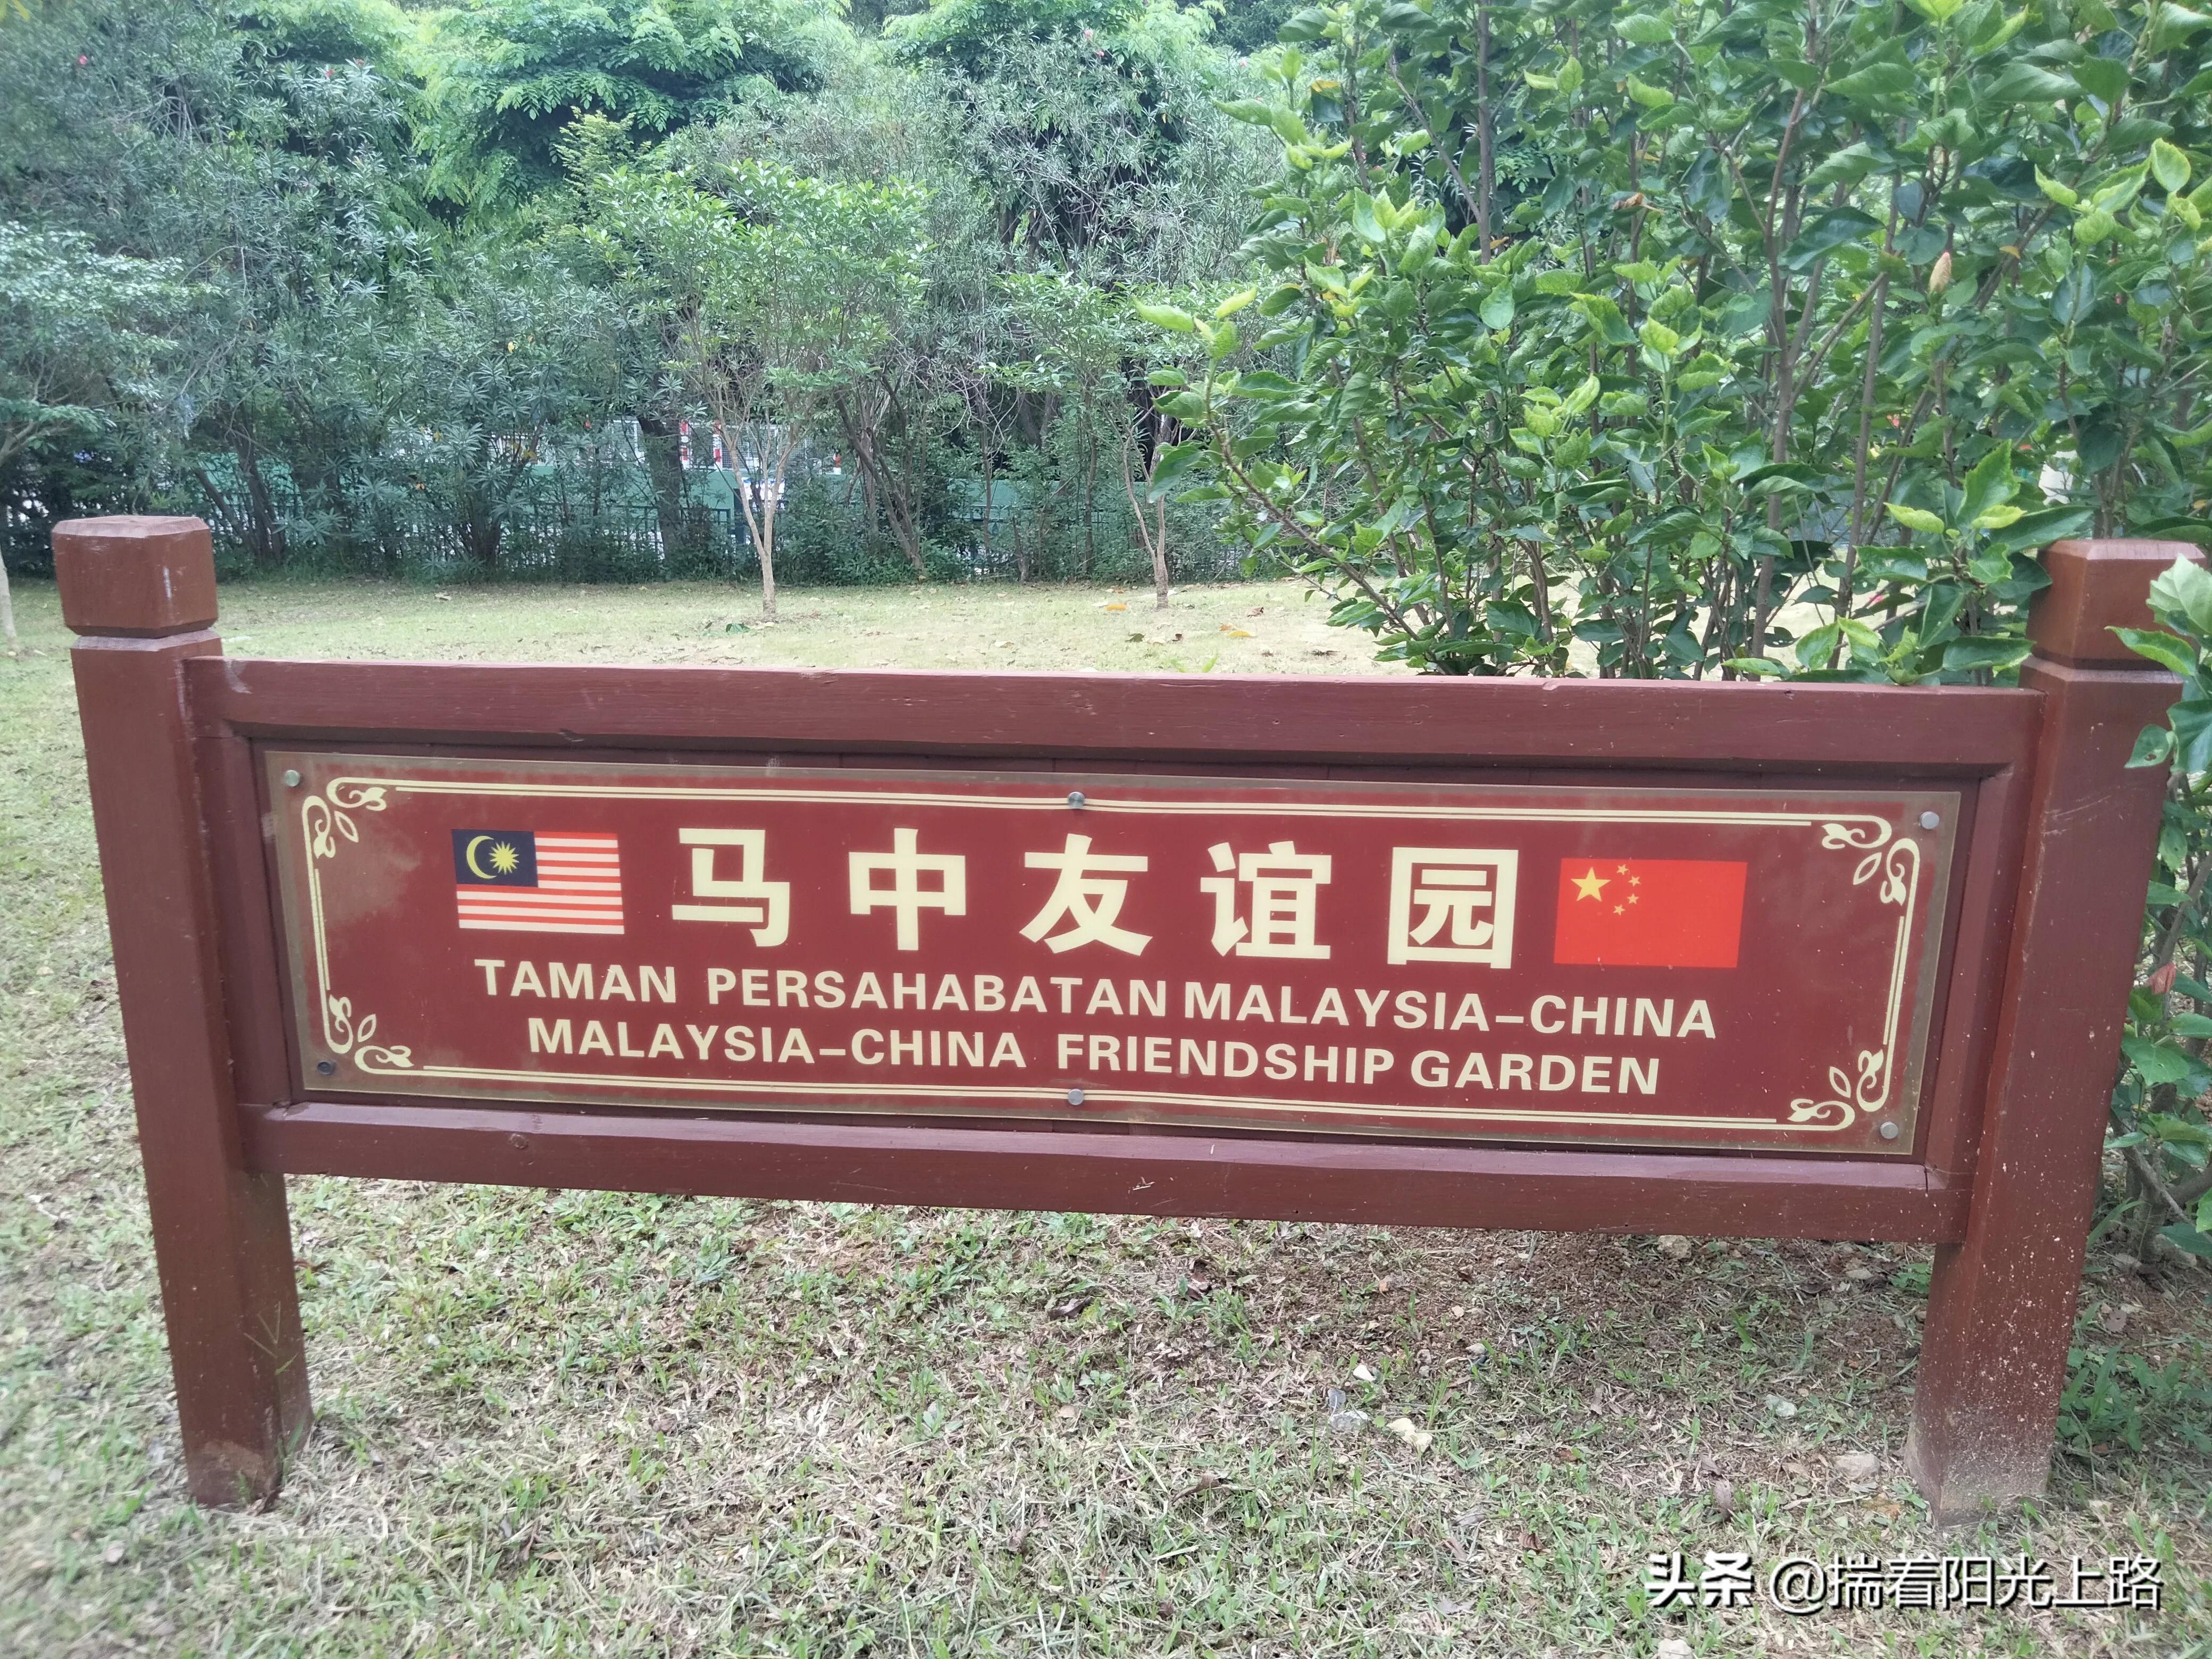 马中友谊园
TAMAN PERSAHABATAN MALAYSIA-CHINA
MALAYSIA-CHINA FRIENDSHIP GARDEN
头条 @揣着阳光上路